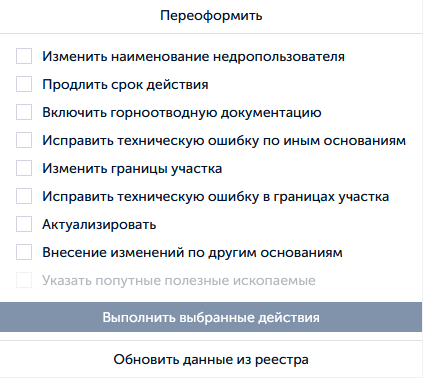 Переоформить
Изменить наименование недропользователя
Продлить срок действия
Включить горноотводную документацию
Исправить техническую ошибку по иным основаниям
Изменить границы участка
Исправить техническую ошибку в границах участка
Актуализировать
Внесение изменений по другим основаниям
Указать попутные полезные ископаемые
Выполнить выбранные действия
Обновить данные из реестра